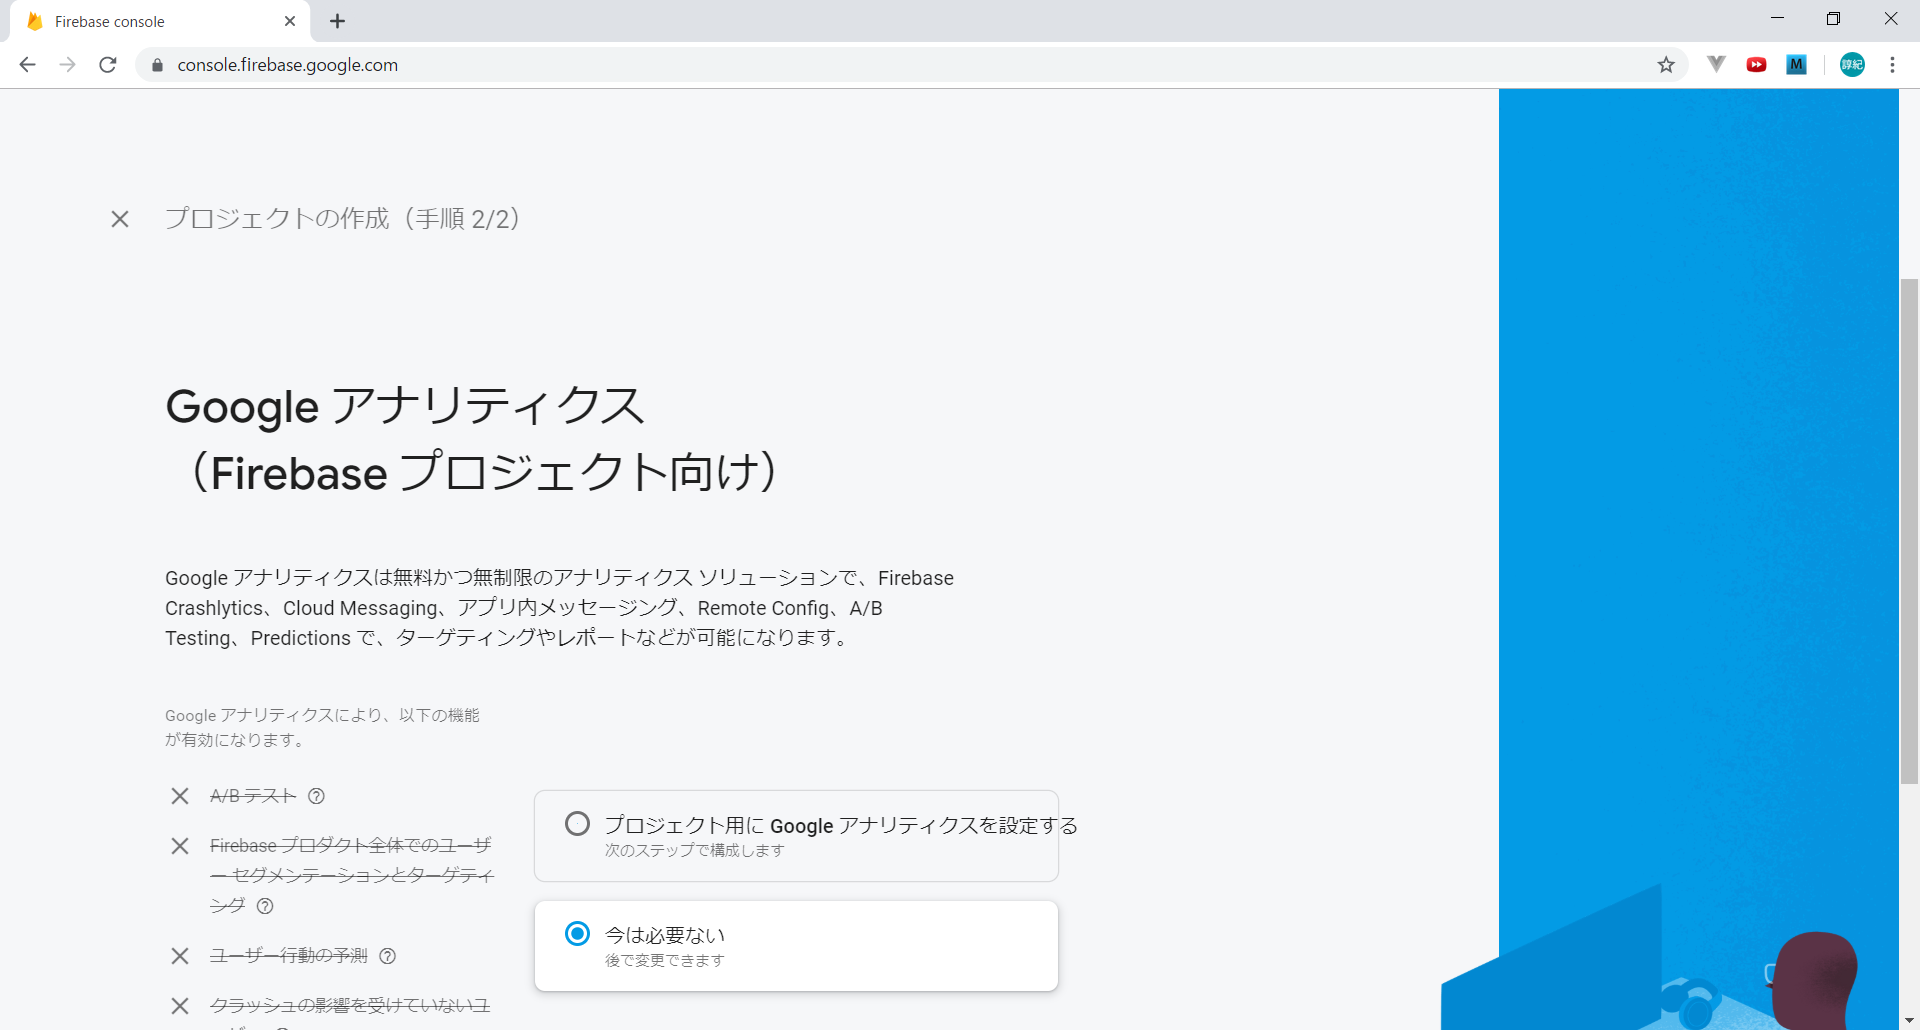 Firebase console
console.firebase.google.com
M
諄紀
プロジェクトの作成（手順 2/2）
Google アナリティクス
（Firebase プロジェクト向け）
Google アナリティクスは無料かつ無制限のアナリティクス ソリューションで、Firebase
Crashlytics、Cloud Messaging、アプリ内メッセージング、Remote Config、A/B
Testing、Predictions で、ターゲティングやレポートなどが可能になります。
Google アナリティクスにより、以下の機能
が有効になります。
A/B テスト
Firebase プロダクト全体でのユーザ
ー セグメンテーションとターゲティ
ング
ユーザー行動の予測
クラッシュの影響を受けていないユ
プロジェクト用に Google アナリティクスを設定する
次のステップで構成します
今は必要ない
後で変更できます